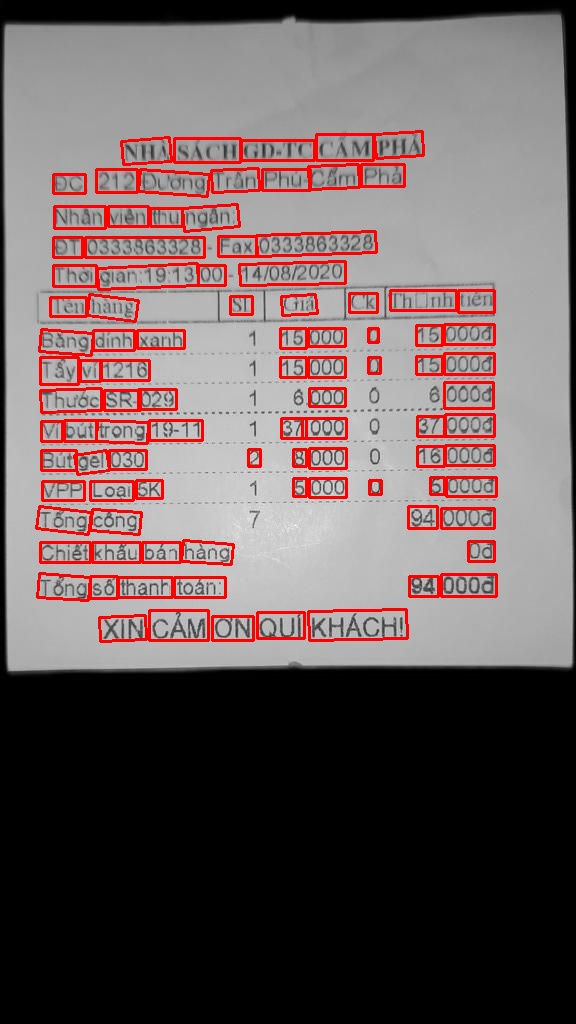 NHÀ SÁCH GD-TC CẨM PHẢ
ĐC 212 Đường Trần Phú-Cẩm Phả
Nhân viên thu ngân:
ĐT 0333863328 - Fax 0333863328
Thời gian:19:13 00 - 14/08/2020
Tên hàng Sl Giá Ck Th□nh tiền
Băng dính xanh 1 15 000 0 15 000đ
Tẩy ví 1216 1 15 000 0 15 000đ
Thước SR-029 1 6 000 0 6 000đ
Ví bút trong 19-11 1 37 000 0 37 000đ
Bút gel 030 2 8 000 0 16 000đ
VPP Loại 5K 1 5 000 0 5 000đ
Tổng cộng 7 94 000đ
Chiết khấu bán hàng 0đ
Tổng số thanh toán: 94 000đ
XIN CẢM ƠN QUÍ KHÁCH!